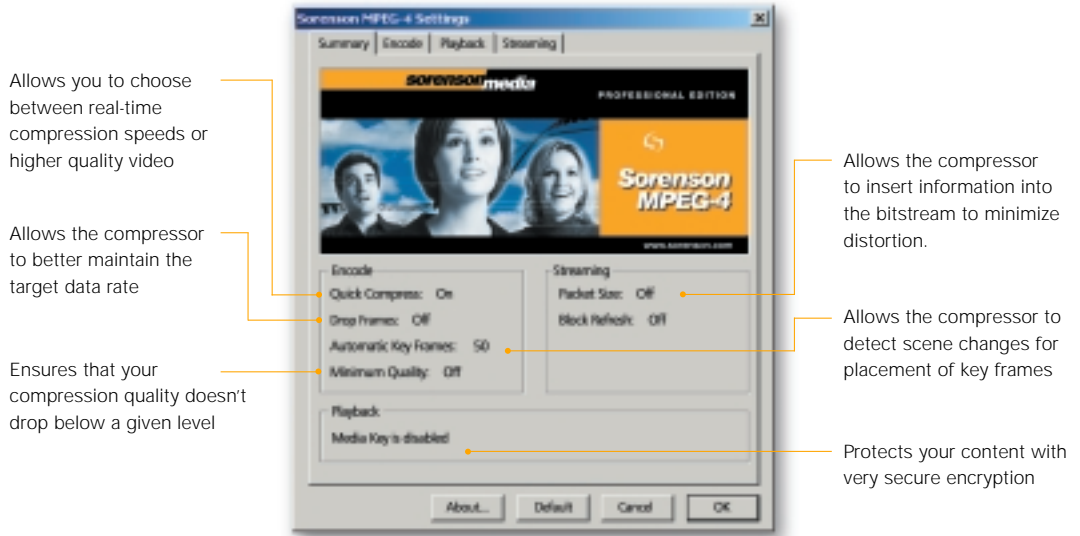 Allows you to choose
between real-time
compression speeds or
higher quality video
Allows the compressor
to better maintain the
target data rate
Ensures that your
compression quality doesn't
drop below a given level
Sorenson MPEG-4 Settings
Summary Encode Playback Streaming
sorenson media
PROFESSIONAL EDITION
Sorenson
MPEG-4
www.sorenson.com
Encode
Quick Compress: On
Drop Frames: Off
Automatic Key Frames: 50
Minimum Quality: Off
Streaming
Packet Size: Off
Block Refresh: Off
Playback
Media Key is disabled
About... Default Cancel OK
Allows the compressor
to insert information into
the bitstream to minimize
distortion.
Allows the compressor to
detect scene changes for
placement of key frames
Protects your content with
very secure encryption